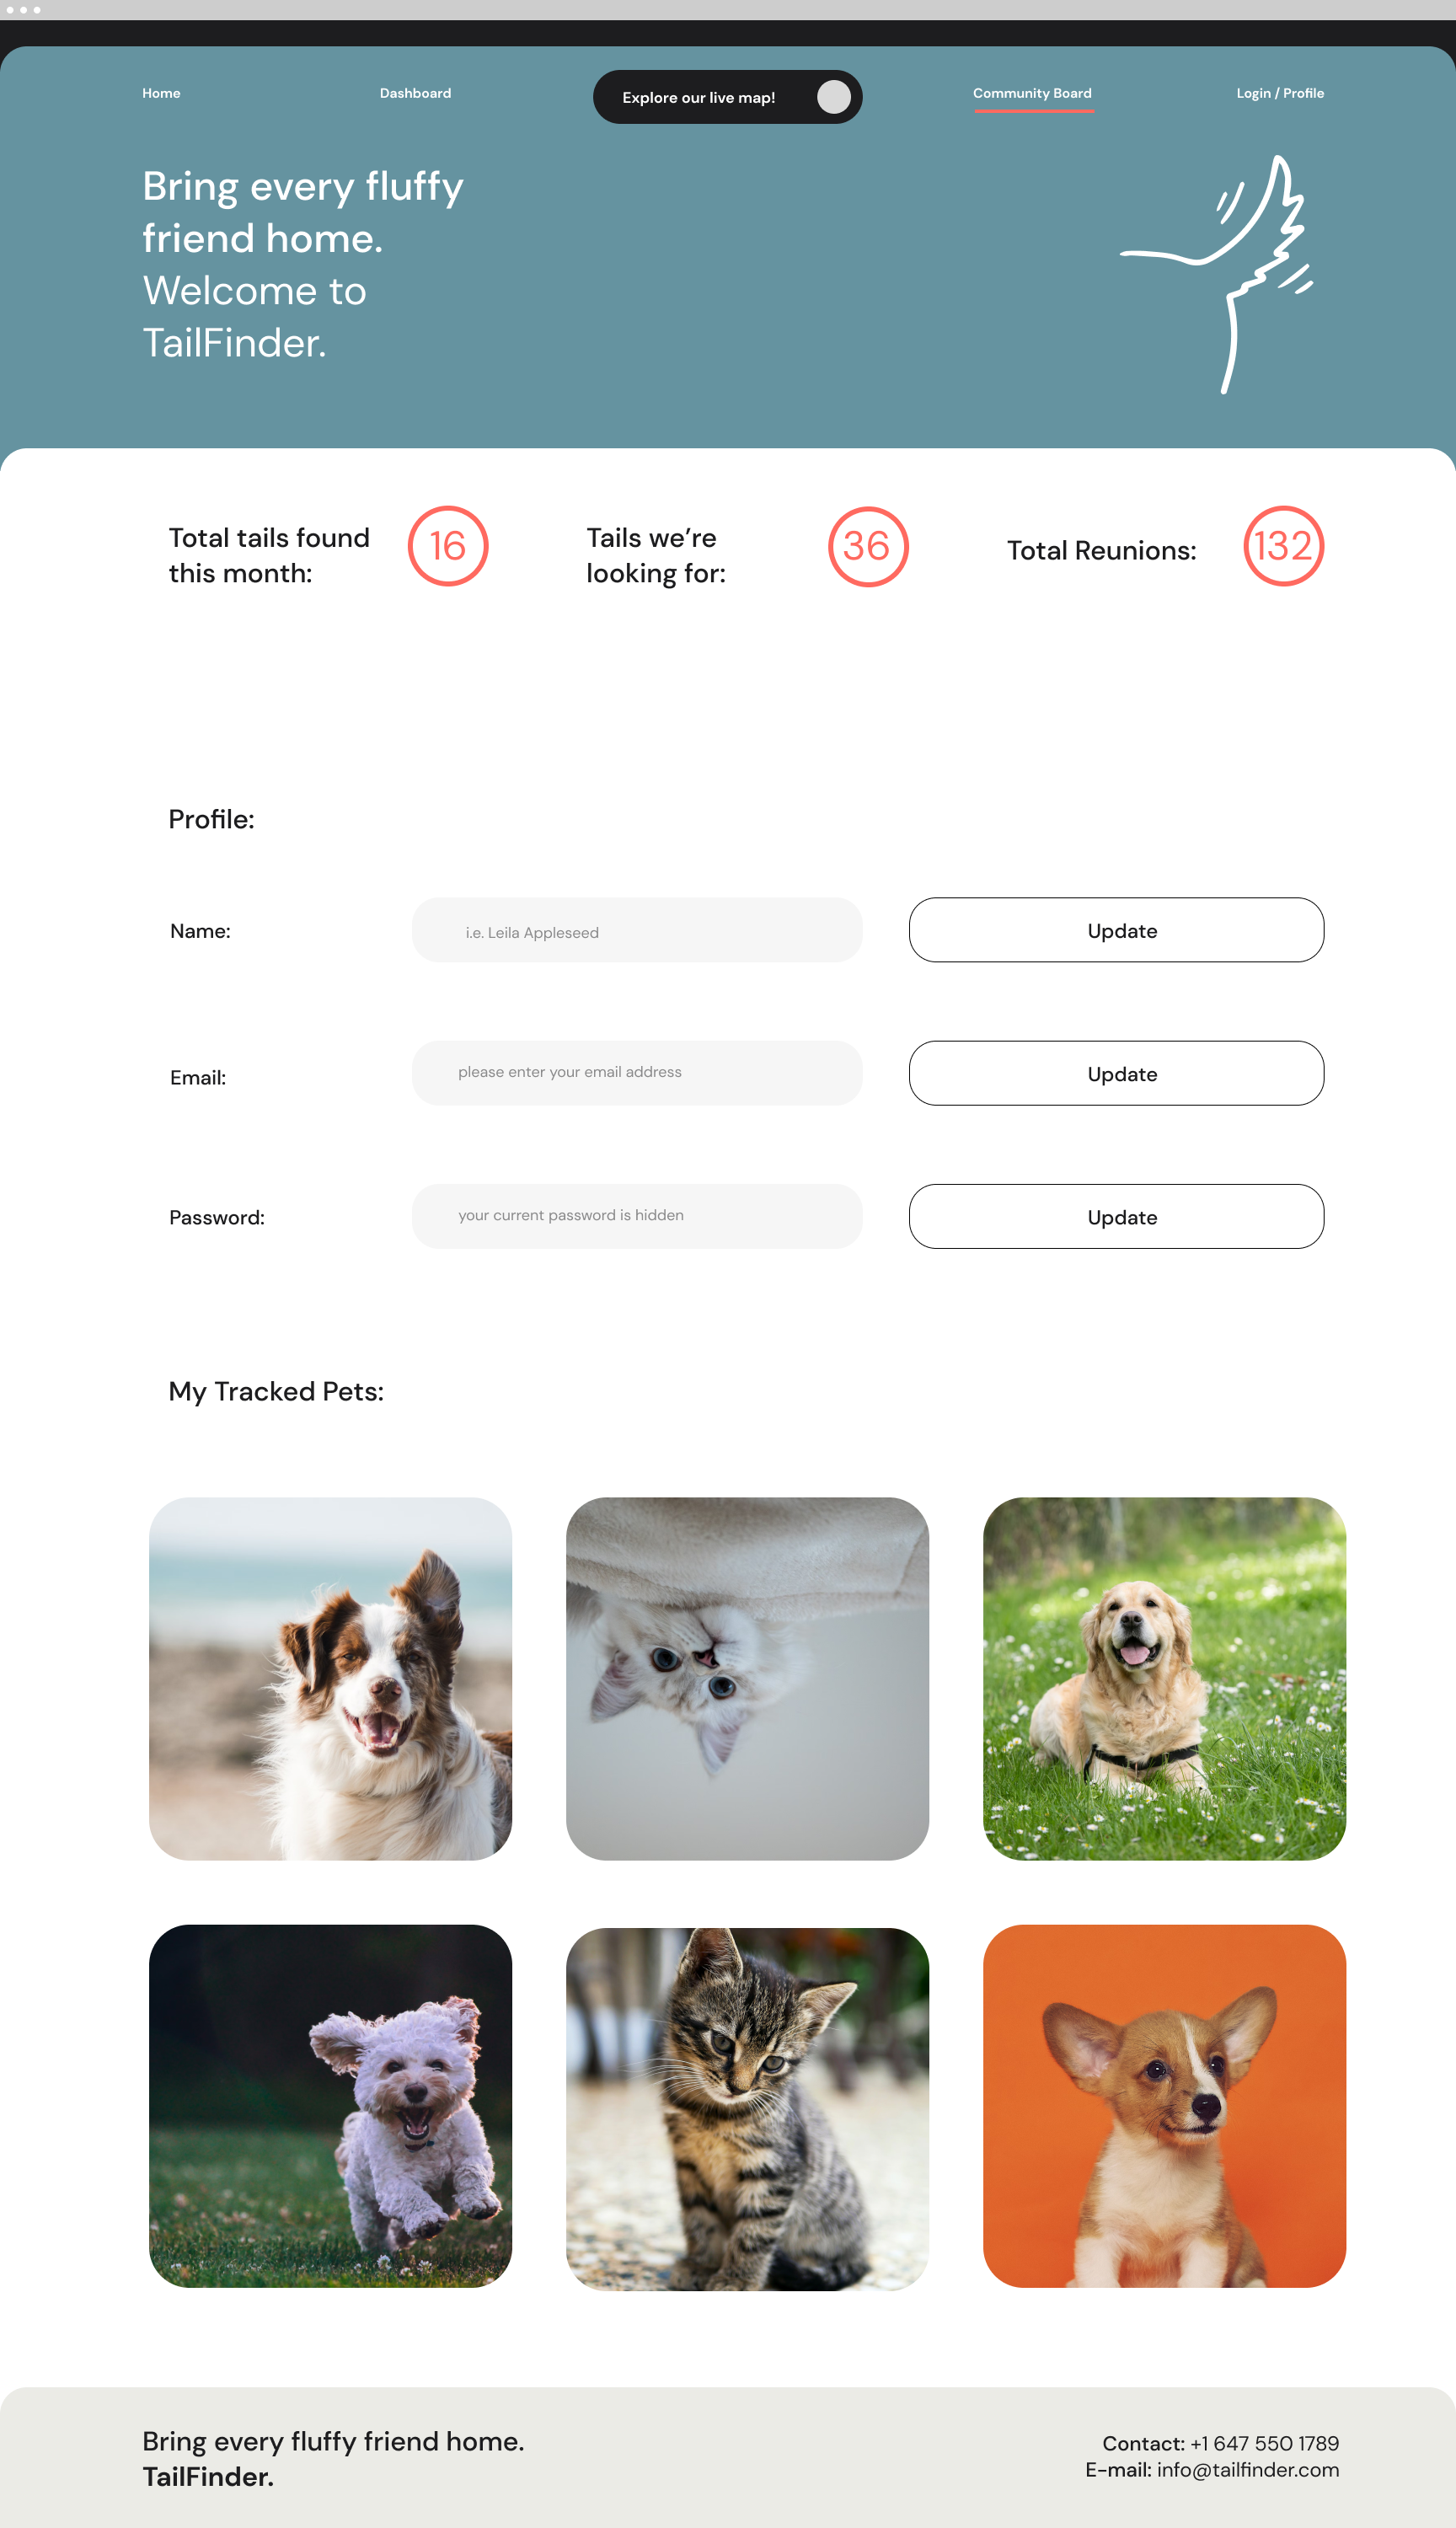 Home
Dashboard
Explore our live map!
Community Board
Login / Profile
Bring every fluffy
friend home.
Welcome to
TailFinder.
Total tails found
this month:
16
Tails we’re
looking for:
36
Total Reunions:
132
Profile:
Name:
i.e. Leila Appleseed
Update
Email:
please enter your email address
Update
Password:
your current password is hidden
Update
My Tracked Pets:
Bring every fluffy friend home.
TailFinder.
Contact: +1 647 550 1789
E-mail: info@tailfinder.com